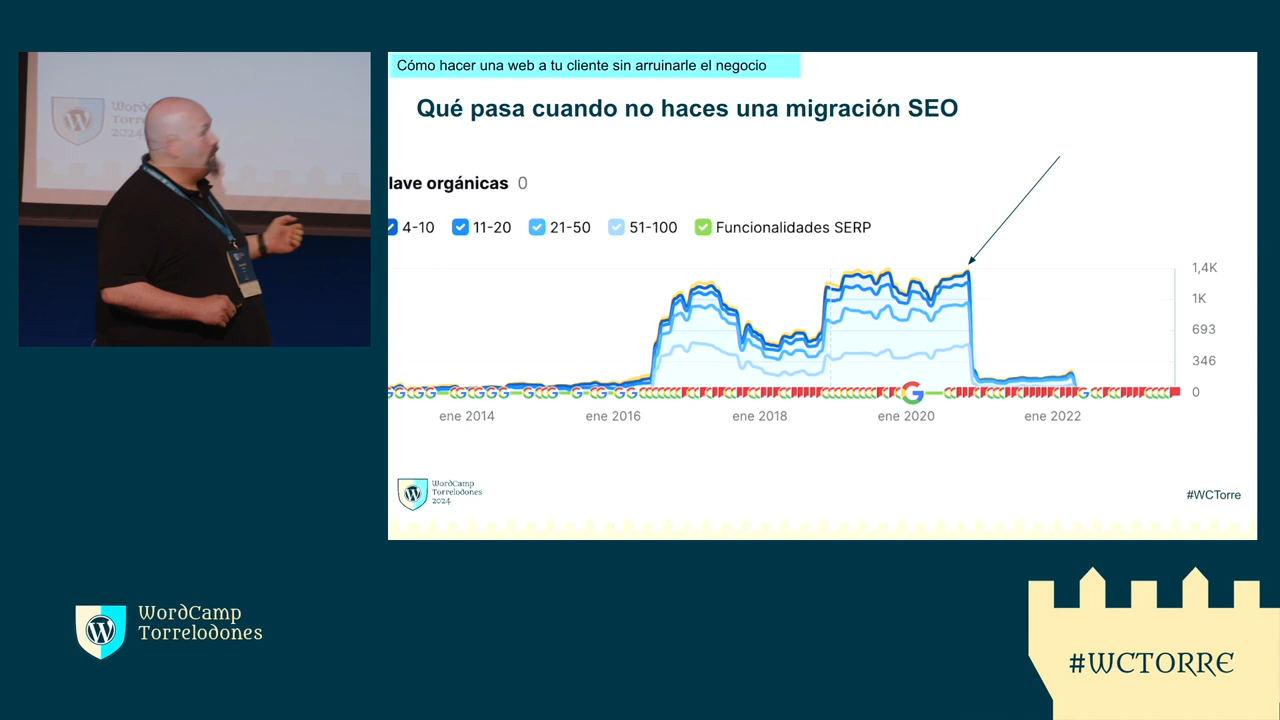 Cómo hacer una web a tu cliente sin arruinarle el negocio
Qué pasa cuando no haces una migración SEO
lave orgánicas 0
4-10 11-20 21-50 51-100 Funcionalidades SERP
1,4K
1K
693
346
0
ene 2014 ene 2016 ene 2018 ene 2020 ene 2022
WordCamp
Torrelodones
2024
#WCTorre
WordCamp
Torrelodones
#WCTORRE